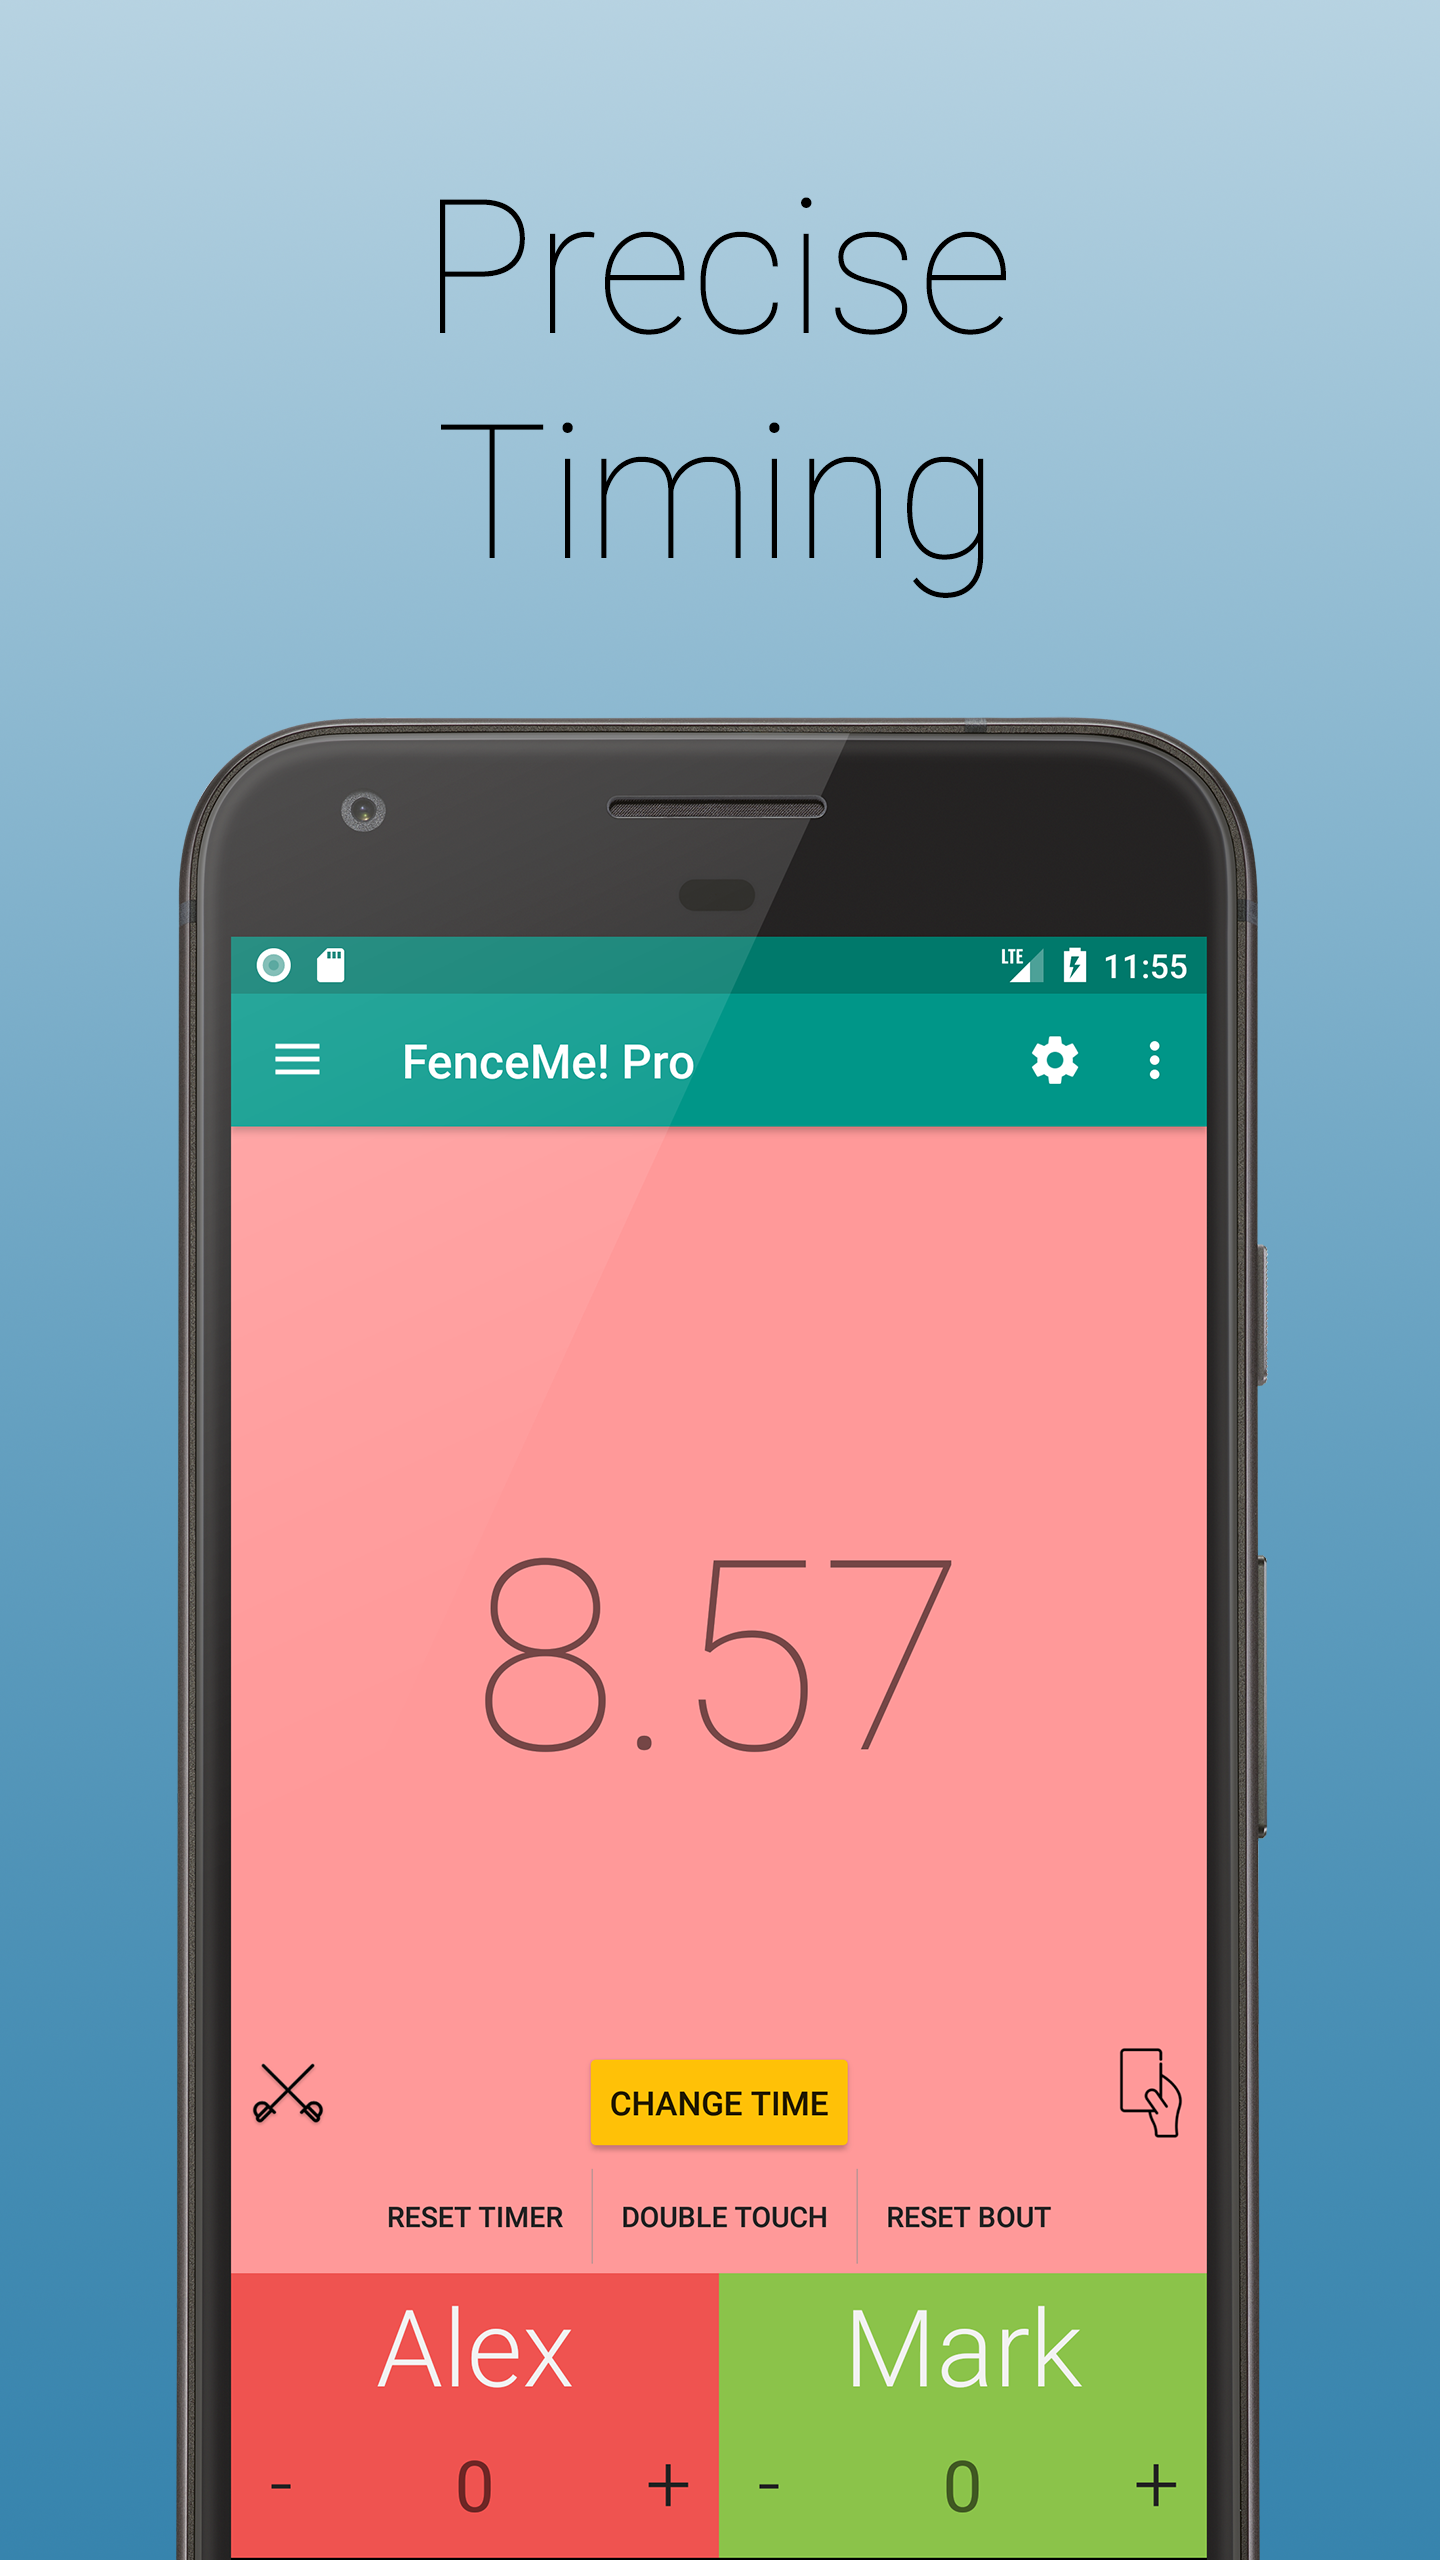 Precise
Timing
LTE 11:55
FenceMe! Pro
8.57
CHANGE TIME
RESET TIMER DOUBLE TOUCH RESET BOUT
Alex Mark
- 0 + - 0 +